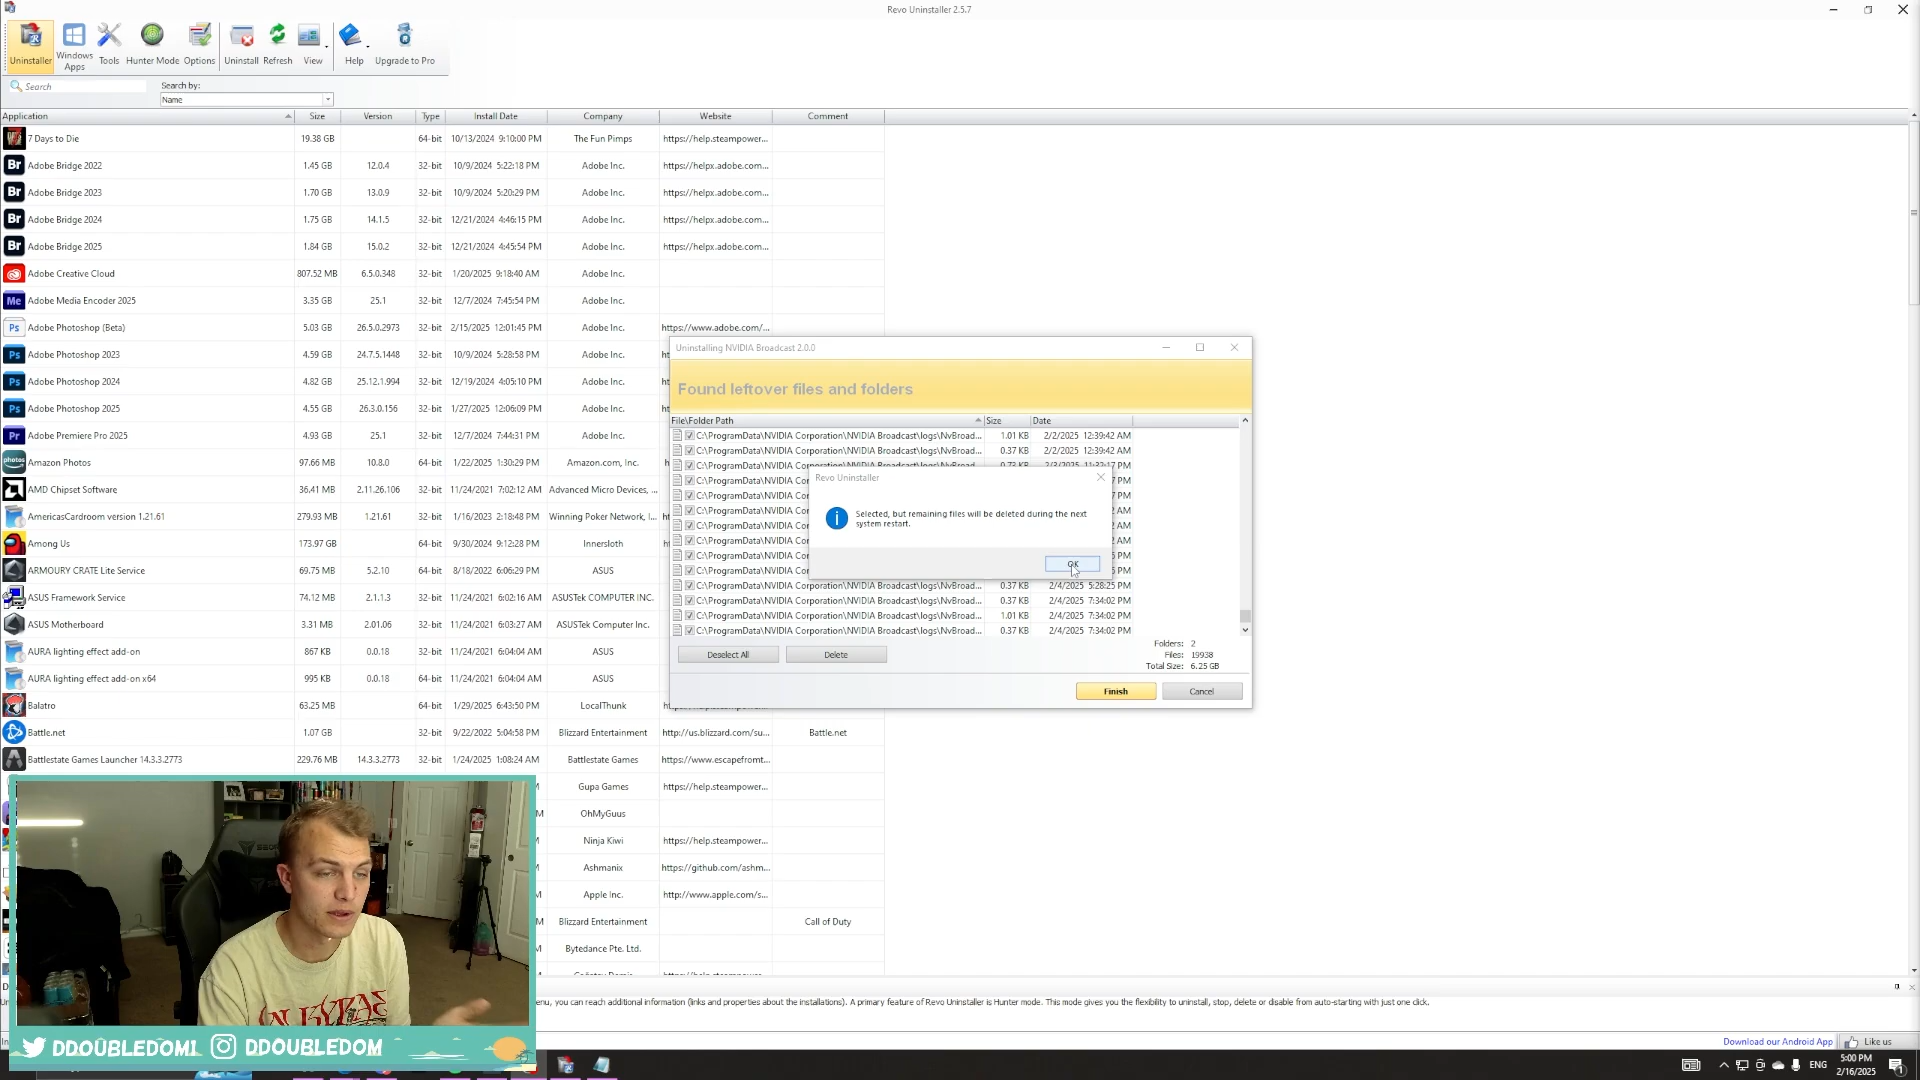 Revo Uninstaller 2.5.7
Uninstaller
Windows Apps
Tools
Hunter Mode
Options
Uninstall
Refresh
View
Help
Upgrade to Pro
Search
Search by:
Name
Application Size Version Type Install Date Company Website Comment
7 Days to Die 19.38 GB 64-bit 10/13/2024 9:10:00 PM The Fun Pimps https://help.steampower...
Adobe Bridge 2022 1.45 GB 12.0.4 32-bit 10/9/2024 5:22:18 PM Adobe Inc. https://helpx.adobe.com...
Adobe Bridge 2023 1.70 GB 13.0.9 32-bit 10/9/2024 5:20:29 PM Adobe Inc. https://helpx.adobe.com...
Adobe Bridge 2024 1.75 GB 14.1.5 32-bit 12/21/2024 4:46:15 PM Adobe Inc. https://helpx.adobe.com...
Adobe Bridge 2025 1.84 GB 15.0.2 32-bit 12/21/2024 4:45:54 PM Adobe Inc. https://helpx.adobe.com...
Adobe Creative Cloud 807.52 MB 6.5.0.348 32-bit 1/20/2025 9:18:40 AM Adobe Inc.
Adobe Media Encoder 2025 3.35 GB 25.1 32-bit 12/7/2024 7:45:54 PM Adobe Inc.
Adobe Photoshop (Beta) 5.03 GB 26.5.0.2973 32-bit 2/15/2025 12:01:45 PM Adobe Inc. https://www.adobe.com/...
Adobe Photoshop 2023 4.59 GB 24.7.5.1448 32-bit 10/9/2024 5:28:58 PM Adobe Inc.
Adobe Photoshop 2024 4.82 GB 25.12.1.994 32-bit 12/19/2024 4:05:10 PM Adobe Inc.
Adobe Photoshop 2025 4.55 GB 26.3.0.156 32-bit 1/27/2025 12:06:09 PM Adobe Inc.
Adobe Premiere Pro 2025 4.93 GB 25.1 32-bit 12/7/2024 7:44:31 PM Adobe Inc.
Amazon Photos 97.66 MB 10.8.0 64-bit 1/22/2025 1:30:29 PM Amazon.com, Inc.
AMD Chipset Software 36.41 MB 2.11.26.106 32-bit 11/24/2021 7:02:12 AM Advanced Micro Devices, ...
AmericasCardroom version 1.21.61 279.93 MB 1.21.61 32-bit 1/16/2023 2:18:48 PM Winning Poker Network, I...
Among Us 173.97 GB 64-bit 9/30/2024 9:12:28 PM Innersloth
ARMOURY CRATE Lite Service 69.75 MB 5.2.10 64-bit 8/18/2022 6:06:29 PM ASUS
ASUS Framework Service 74.12 MB 2.1.1.3 32-bit 11/24/2021 6:02:16 AM ASUSTek COMPUTER INC.
ASUS Motherboard 3.31 MB 2.01.06 32-bit 11/24/2021 6:03:27 AM ASUSTek Computer Inc.
AURA lighting effect add-on 867 KB 0.0.18 32-bit 11/24/2021 6:04:04 AM ASUS
AURA lighting effect add-on x64 995 KB 0.0.18 64-bit 11/24/2021 6:04:04 AM ASUS
Balatro 63.25 MB 64-bit 1/29/2025 6:43:50 PM LocalThunk
Battle.net 1.07 GB 32-bit 9/22/2022 5:04:58 PM Blizzard Entertainment http://us.blizzard.com/su... Battle.net
Battlestate Games Launcher 14.3.3.2773 229.76 MB 14.3.3.2773 32-bit 1/24/2025 1:08:24 AM Battlestate Games https://www.escapefromt...
Gupa Games https://help.steampower...
OhMyGuus
Ninja Kiwi https://help.steampower...
Ashmanix https://github.com/ashm...
Apple Inc. http://www.apple.com/s...
Blizzard Entertainment Call of Duty
Bytedance Pte. Ltd.
Uninstalling NVIDIA Broadcast 2.0.0
Found leftover files and folders
File\Folder Path Size Date
C:\ProgramData\NVIDIA Corporation\NVIDIA Broadcast\logs\NvBroad... 1.01 KB 2/2/2025 12:39:42 AM
C:\ProgramData\NVIDIA Corporation\NVIDIA Broadcast\logs\NvBroad... 0.37 KB 2/2/2025 12:39:42 AM
C:\ProgramData\NVIDIA Corporation\NVIDIA Broadcast\logs\NvBroad...
C:\ProgramData\NVIDIA Cor
C:\ProgramData\NVIDIA Cor
C:\ProgramData\NVIDIA Cor
C:\ProgramData\NVIDIA Cor
C:\ProgramData\NVIDIA Cor
C:\ProgramData\NVIDIA Cor
C:\ProgramData\NVIDIA Cor
C:\ProgramData\NVIDIA Corporation\NVIDIA Broadcast\logs\NvBroad... 0.37 KB 2/4/2025 5:28:25 PM
C:\ProgramData\NVIDIA Corporation\NVIDIA Broadcast\logs\NvBroad... 0.37 KB 2/4/2025 7:34:02 PM
C:\ProgramData\NVIDIA Corporation\NVIDIA Broadcast\logs\NvBroad... 1.01 KB 2/4/2025 7:34:02 PM
C:\ProgramData\NVIDIA Corporation\NVIDIA Broadcast\logs\NvBroad... 0.37 KB 2/4/2025 7:34:02 PM
Revo Uninstaller
Selected, but remaining files will be deleted during the next
system restart.
OK
Deselect All
Delete
Folders: 2
Files: 19938
Total Size: 6.25 GB
Finish
Cancel
enu, you can reach additional information (links and properties about the installations). A primary feature of Revo Uninstaller is Hunter mode. This mode gives you the flexibility to uninstall, stop, delete or disable from auto-starting with just one click.
DDOUBLEDOM1 DDOUBLEDOM
Download our Android App
Like us
ENG
5:00 PM
2/16/2025
1